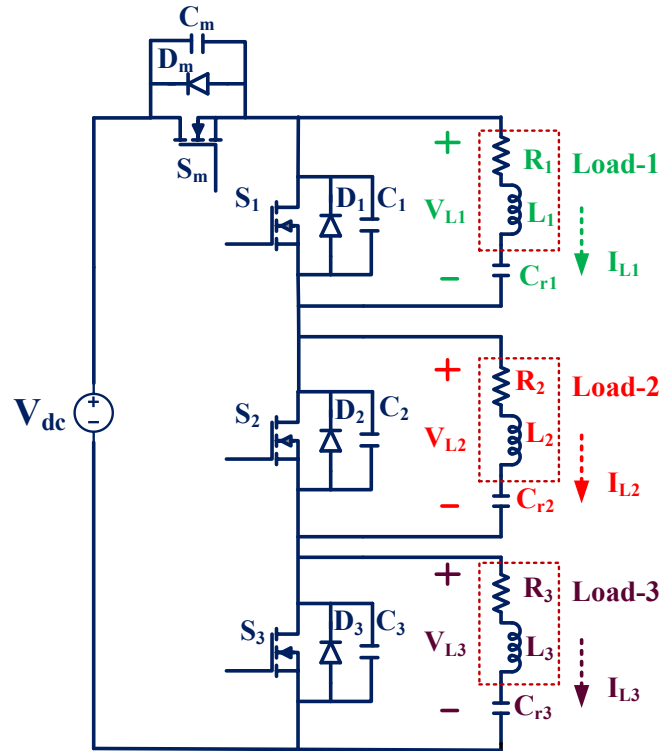 Cm
Dm
Sm
Vdc
S1
D1
C1
+
VL1
−
R1
L1
Cr1
Load-1
IL1
S2
D2
C2
+
VL2
−
R2
L2
Cr2
Load-2
IL2
S3
D3
C3
+
VL3
−
R3
L3
Cr3
Load-3
IL3